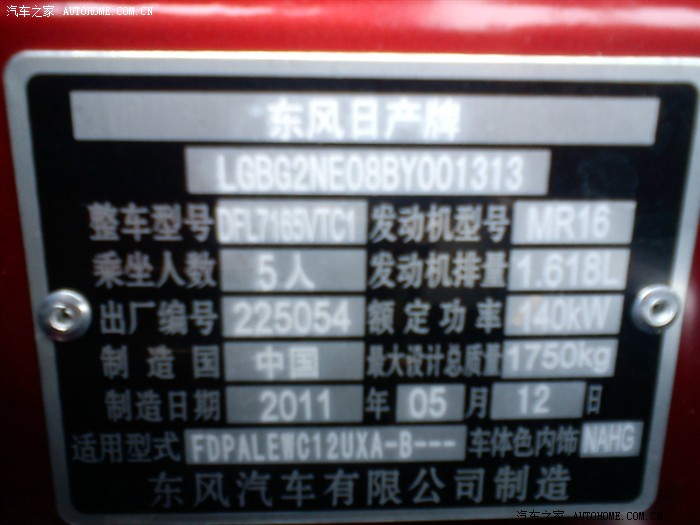 汽车之家 AUTOHOME.COM.CN
东风日产牌
LGBG2NE08BY001313
整车型号 DFL7165VTC1 发动机型号 MR16
乘坐人数 5人 发动机排量 1.618L
出厂编号 225054 额定功率 140kW
制造国 中国 最大设计总质量 1750kg
制造日期 2011 年 05 月 12 日
适用型式 FDPALEWC12UXA-B--- 车体色内饰 NAHG
东风汽车有限公司制造
汽车之家 AUTOHOME.COM.CN